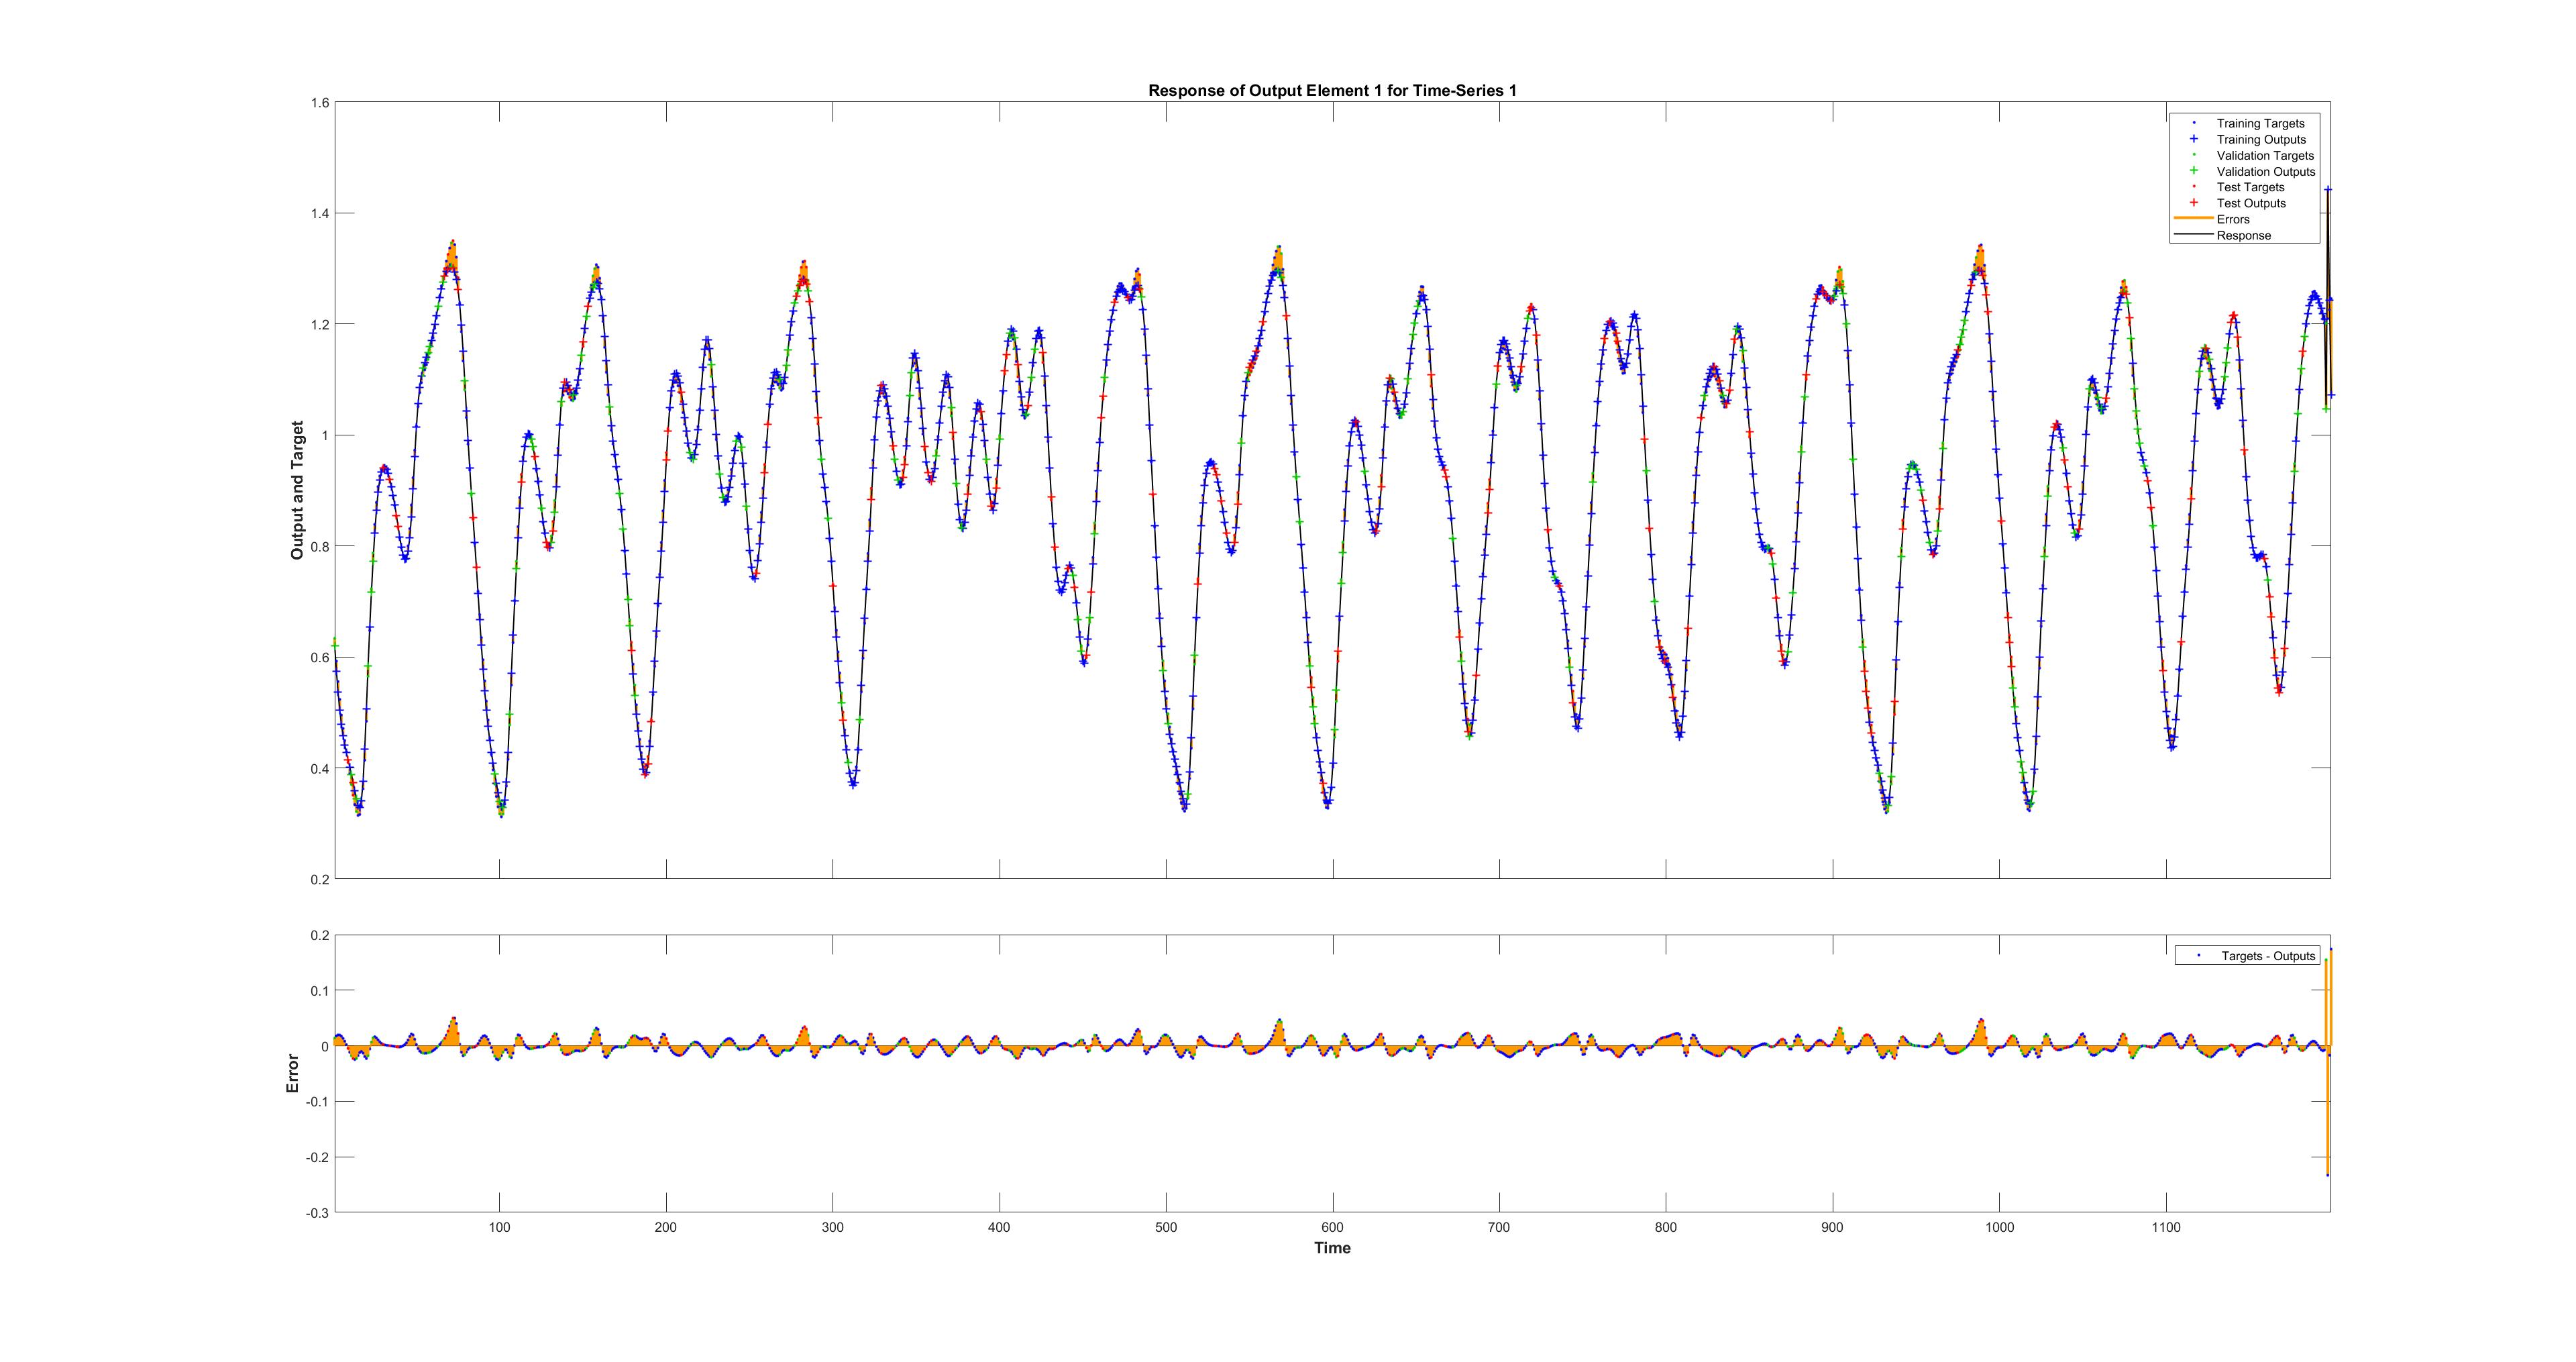 Response of Output Element 1 for Time-Series 1
1.6
1.4
1.2
1
0.8
0.6
0.4
0.2
Output and Target
Training Targets
Training Outputs
Validation Targets
Validation Outputs
Test Targets
Test Outputs
Errors
Response
0.2
0.1
0
-0.1
-0.2
-0.3
Error
Targets - Outputs
100 200 300 400 500 600 700 800 900 1000 1100
Time